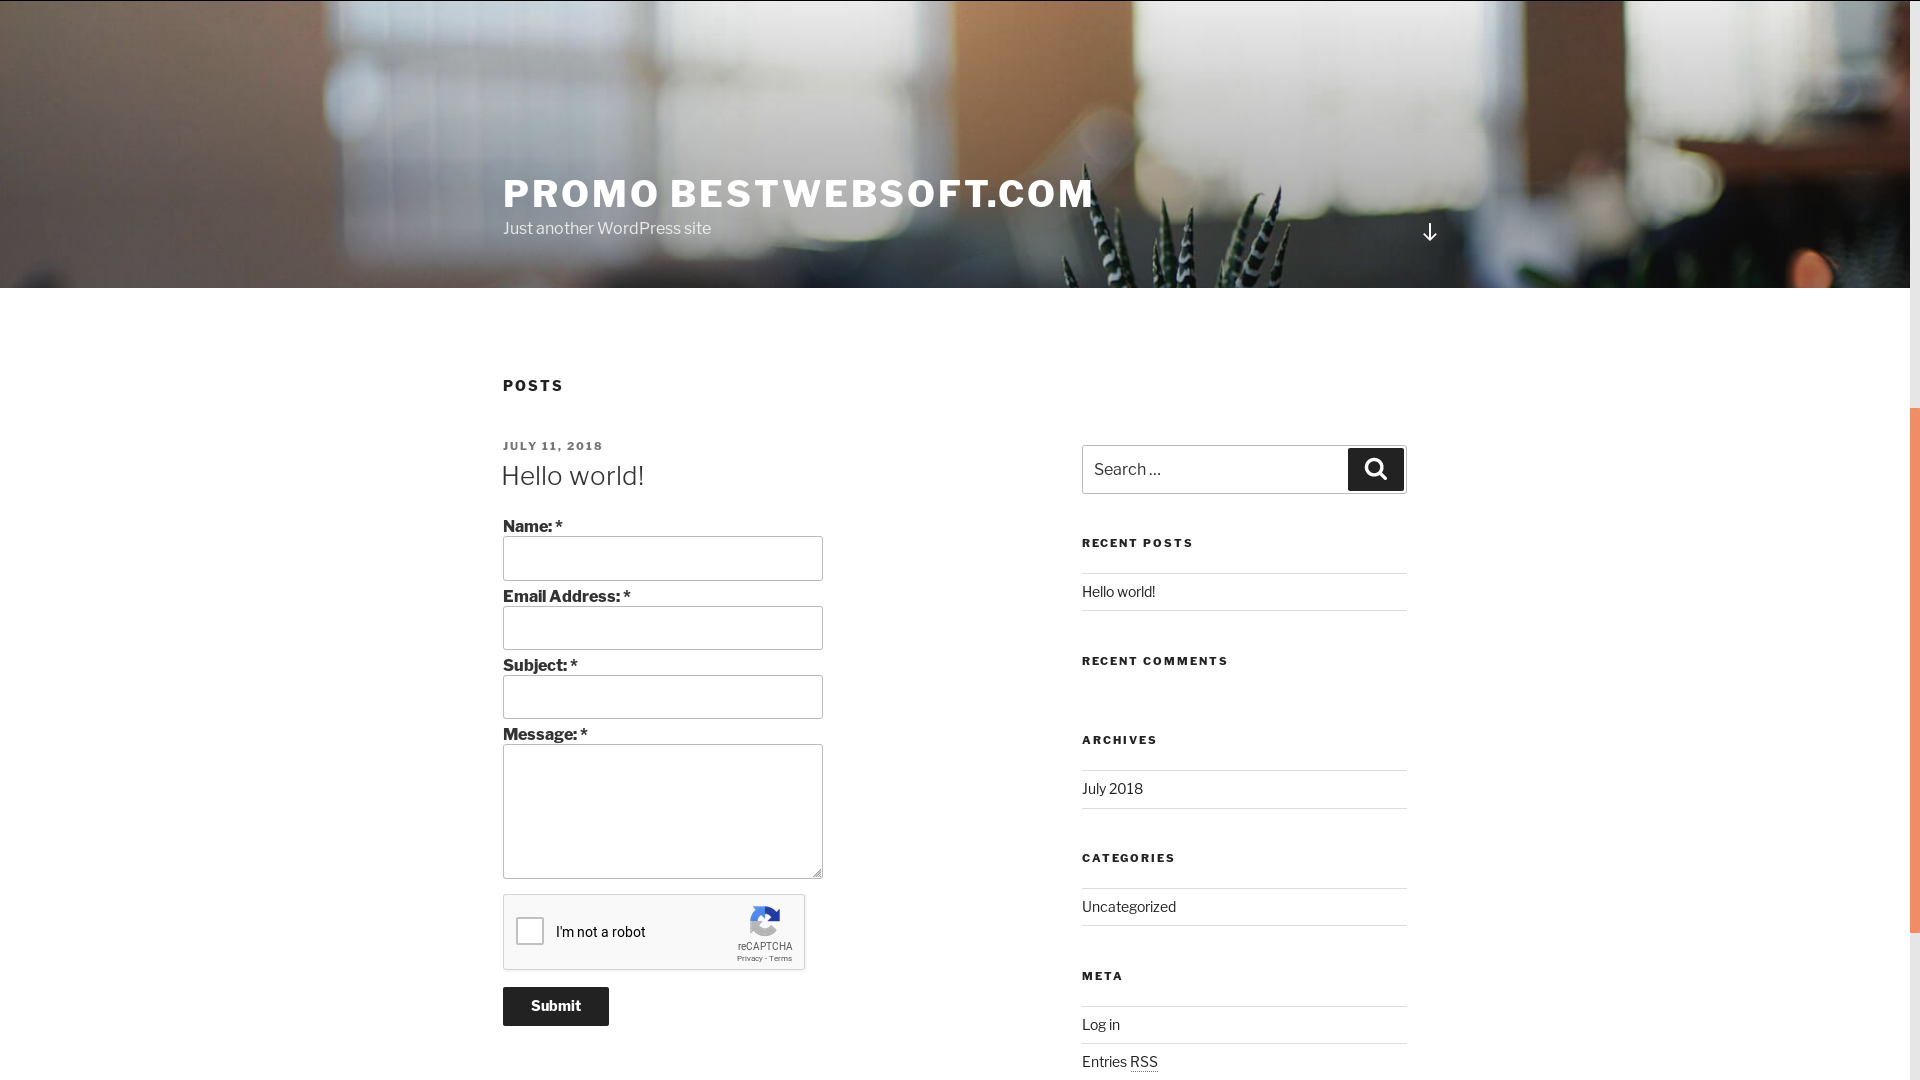 PROMO BESTWEBSOFT.COM
Just another WordPress site
POSTS
JULY 11, 2018
Hello world!
Name: *
Email Address: *
Subject: *
Message: *
I'm not a robot
reCAPTCHA
Privacy - Terms
Submit
Search …
RECENT POSTS
Hello world!
RECENT COMMENTS
ARCHIVES
July 2018
CATEGORIES
Uncategorized
META
Log in
Entries RSS